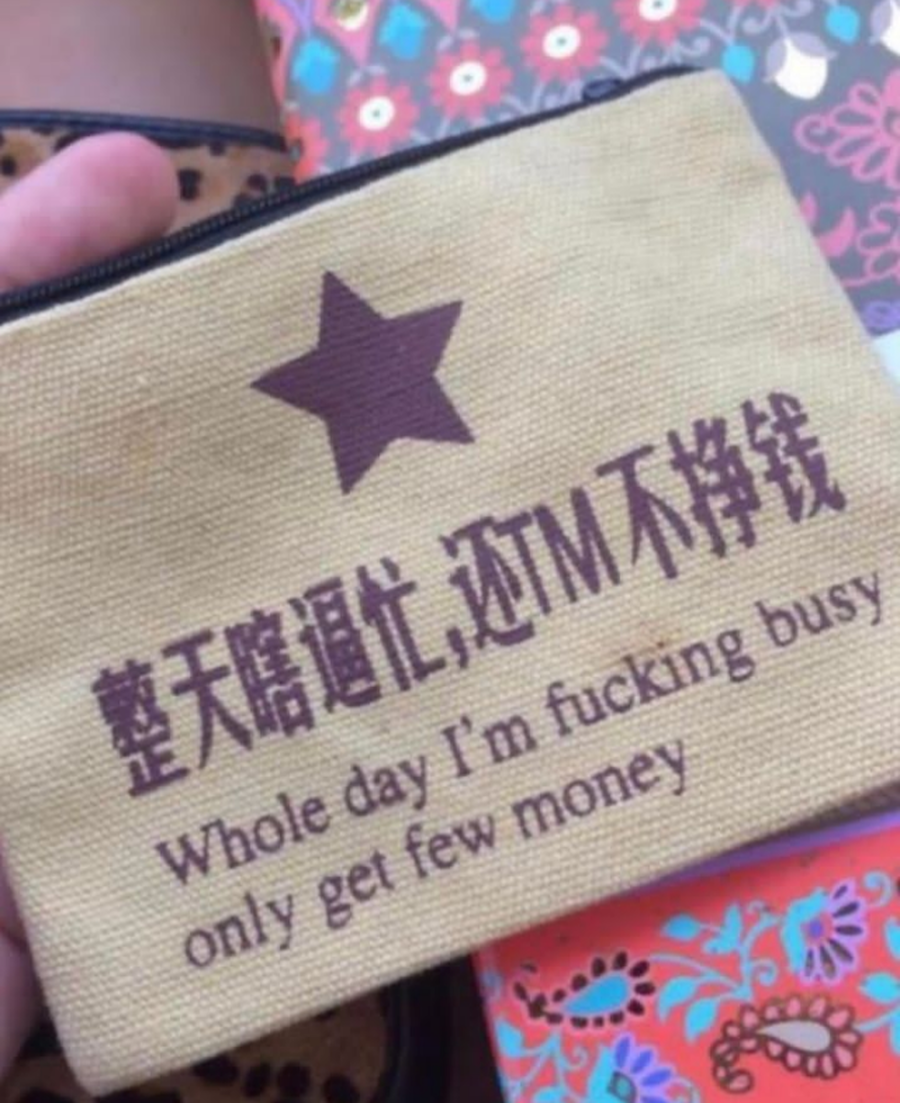 整天瞎逼忙,还TM不挣钱
Whole day I'm fucking busy
only get few money